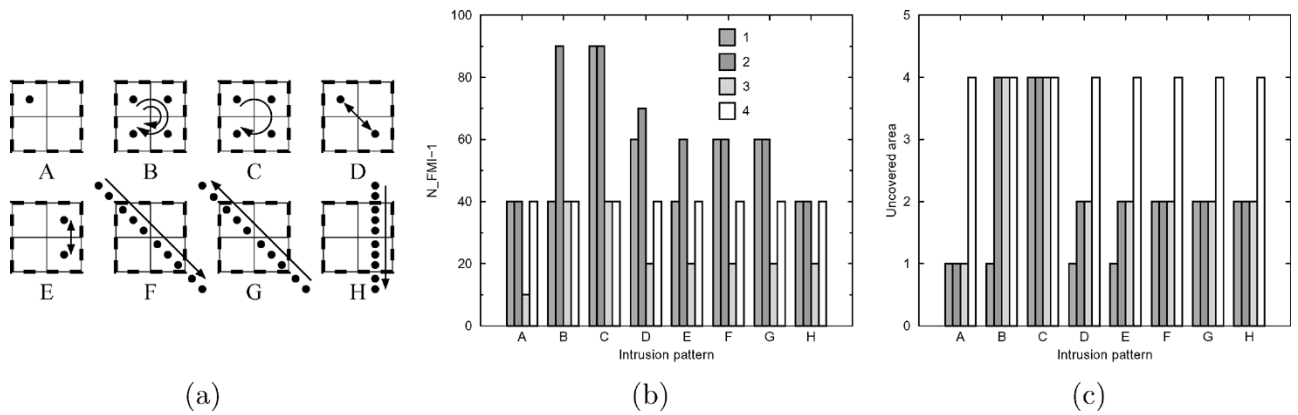 A B C D
E F G H
(a)
100
80
60
40
20
0
N_FMI-1
1
2
3
4
A B C D E F G H
Intrusion pattern
(b)
5
4
3
2
1
0
Uncovered area
A B C D E F G H
Intrusion pattern
(c)